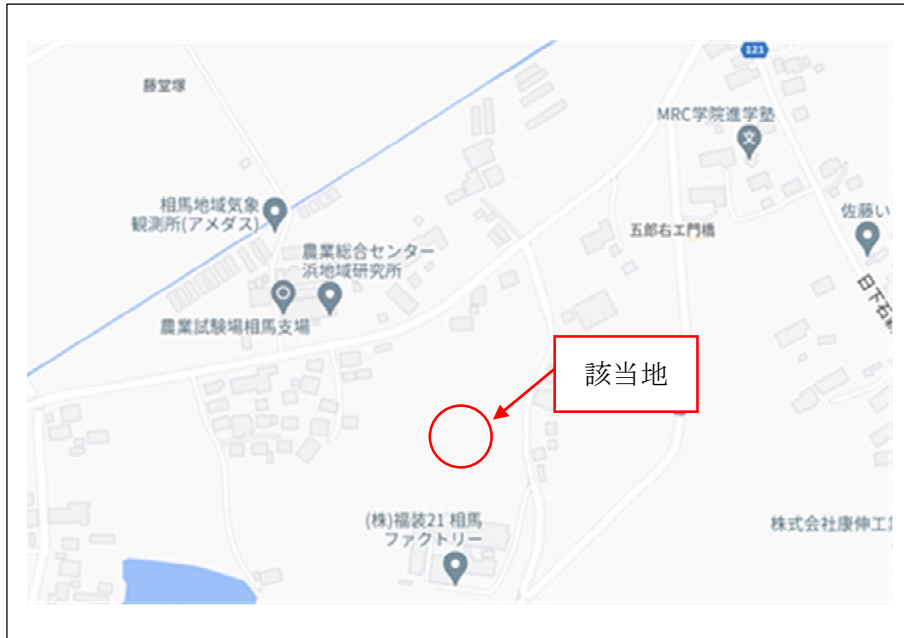 121
藤堂塚
MRC学院進学塾
文
相馬地域気象
観測所(アメダス)
佐藤い
五郎右エ門橋
農業総合センター
浜地域研究所
日下石
農業試験場相馬支場
該当地
(株)福装21 相馬
ファクトリー
株式会社康伸工業